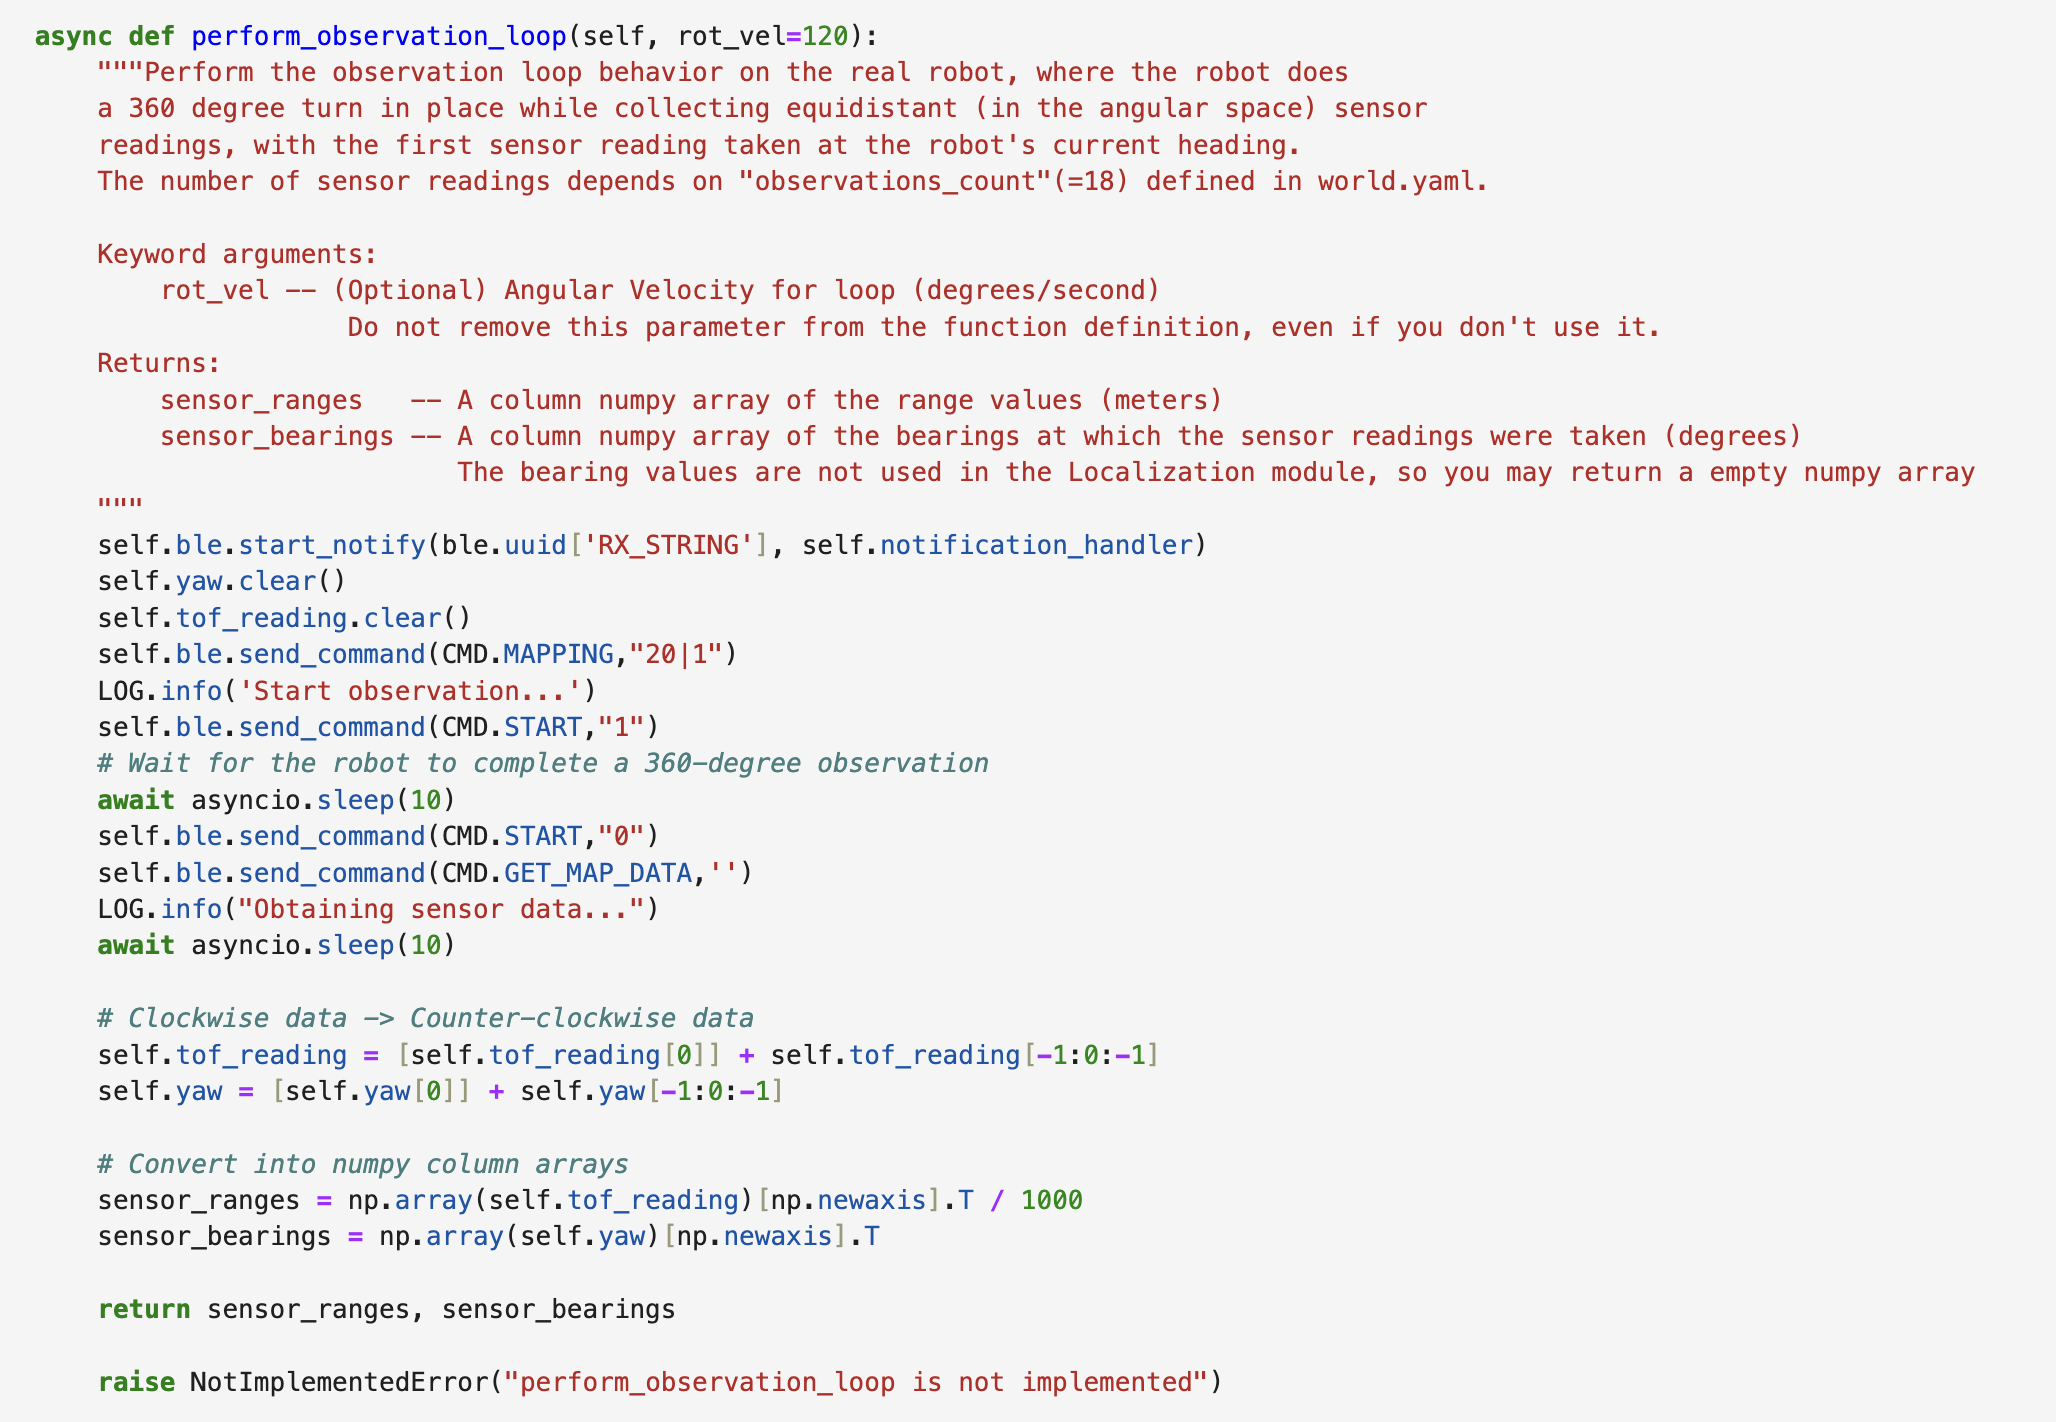 async def perform_observation_loop(self, rot_vel=120):
    """Perform the observation loop behavior on the real robot, where the robot does
    a 360 degree turn in place while collecting equidistant (in the angular space) sensor
    readings, with the first sensor reading taken at the robot's current heading.
    The number of sensor readings depends on "observations_count"(=18) defined in world.yaml.

    Keyword arguments:
        rot_vel -- (Optional) Angular Velocity for loop (degrees/second)
                    Do not remove this parameter from the function definition, even if you don't use it.
    Returns:
        sensor_ranges   -- A column numpy array of the range values (meters)
        sensor_bearings -- A column numpy array of the bearings at which the sensor readings were taken (degrees)
                           The bearing values are not used in the Localization module, so you may return a empty numpy array
    """
    self.ble.start_notify(ble.uuid['RX_STRING'], self.notification_handler)
    self.yaw.clear()
    self.tof_reading.clear()
    self.ble.send_command(CMD.MAPPING,"20|1")
    LOG.info('Start observation...')
    self.ble.send_command(CMD.START,"1")
    # Wait for the robot to complete a 360-degree observation
    await asyncio.sleep(10)
    self.ble.send_command(CMD.START,"0")
    self.ble.send_command(CMD.GET_MAP_DATA,'')
    LOG.info("Obtaining sensor data...")
    await asyncio.sleep(10)

    # Clockwise data -> Counter-clockwise data
    self.tof_reading = [self.tof_reading[0]] + self.tof_reading[-1:0:-1]
    self.yaw = [self.yaw[0]] + self.yaw[-1:0:-1]

    # Convert into numpy column arrays
    sensor_ranges = np.array(self.tof_reading)[np.newaxis].T / 1000
    sensor_bearings = np.array(self.yaw)[np.newaxis].T

    return sensor_ranges, sensor_bearings

    raise NotImplementedError("perform_observation_loop is not implemented")